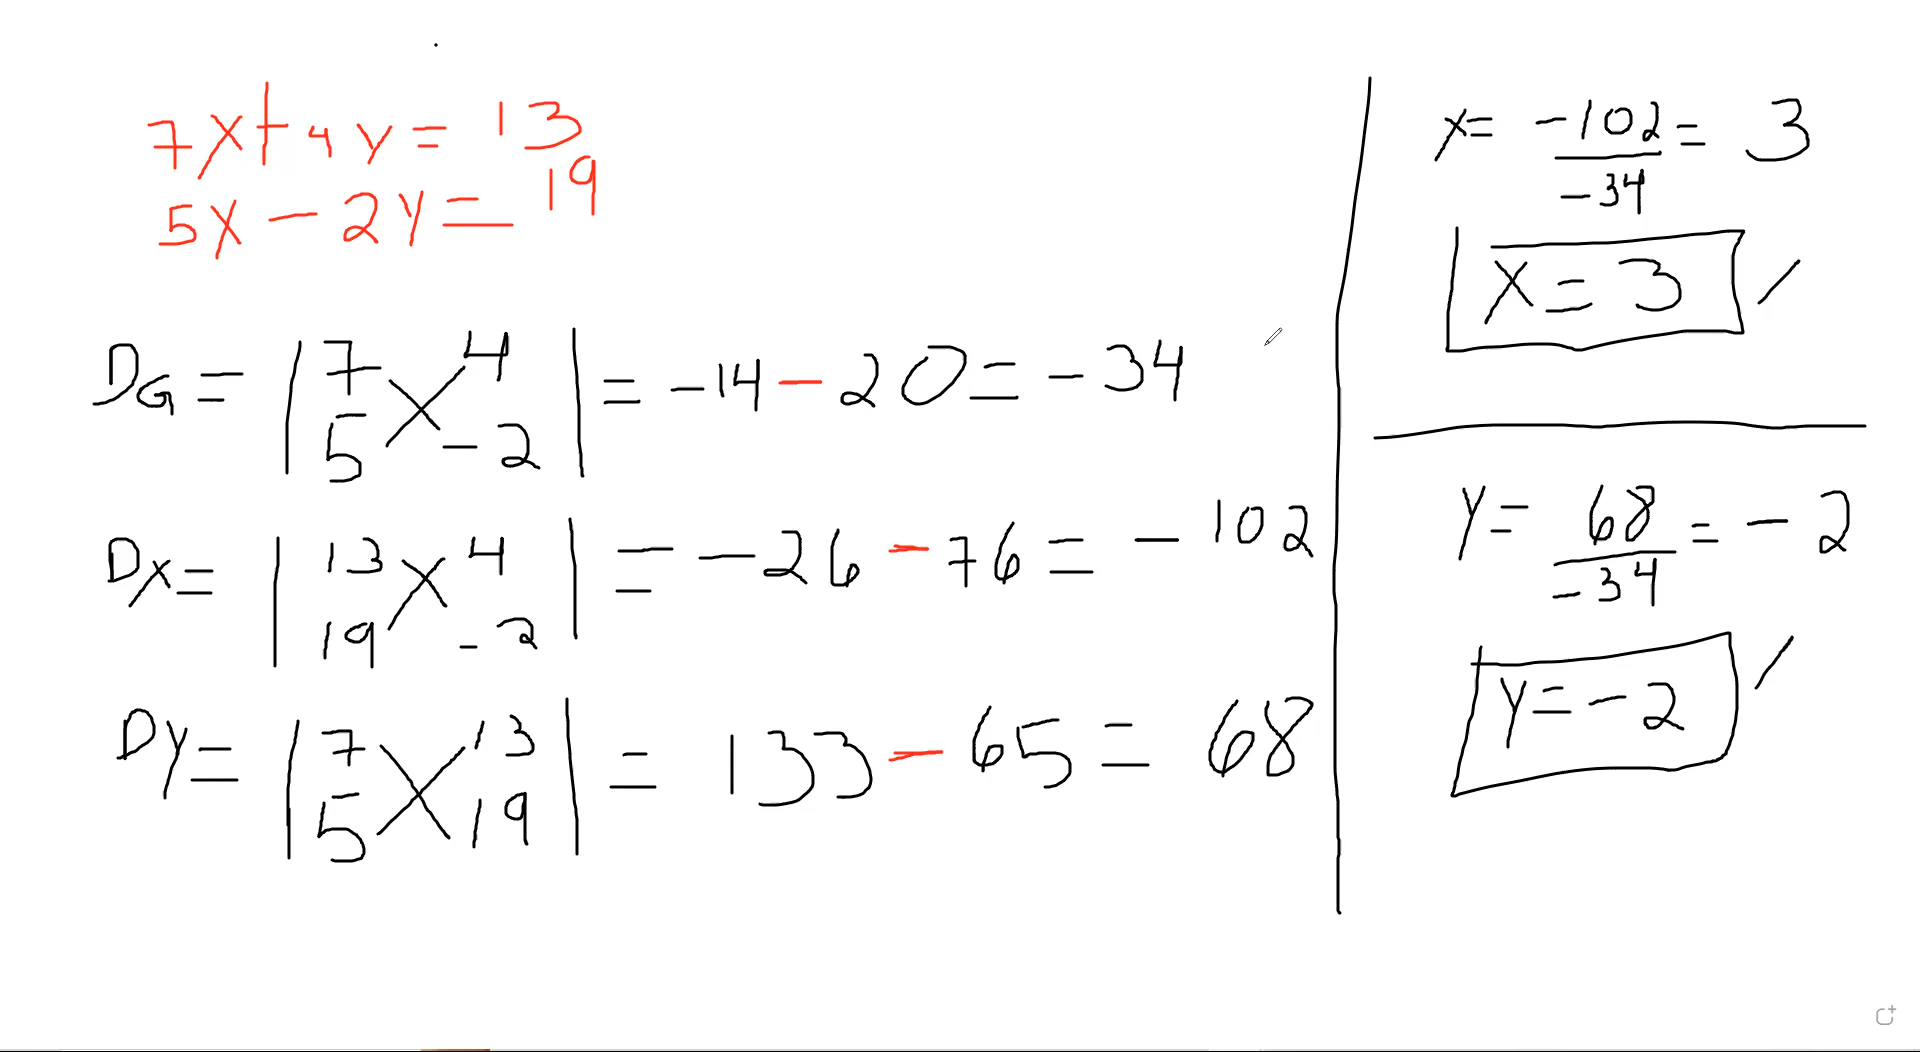 7x + 4y = 13
5x - 2y = 19
DG = | 7 4 | = -14 - 20 = -34
5 -2
Dx = | 13 4 | = -26 - 76 = -102
19 -2
Dy = | 7 13 | = 133 - 65 = 68
5 19
x = -102 = 3
-34
x = 3
y = 68 = -2
-34
y = -2